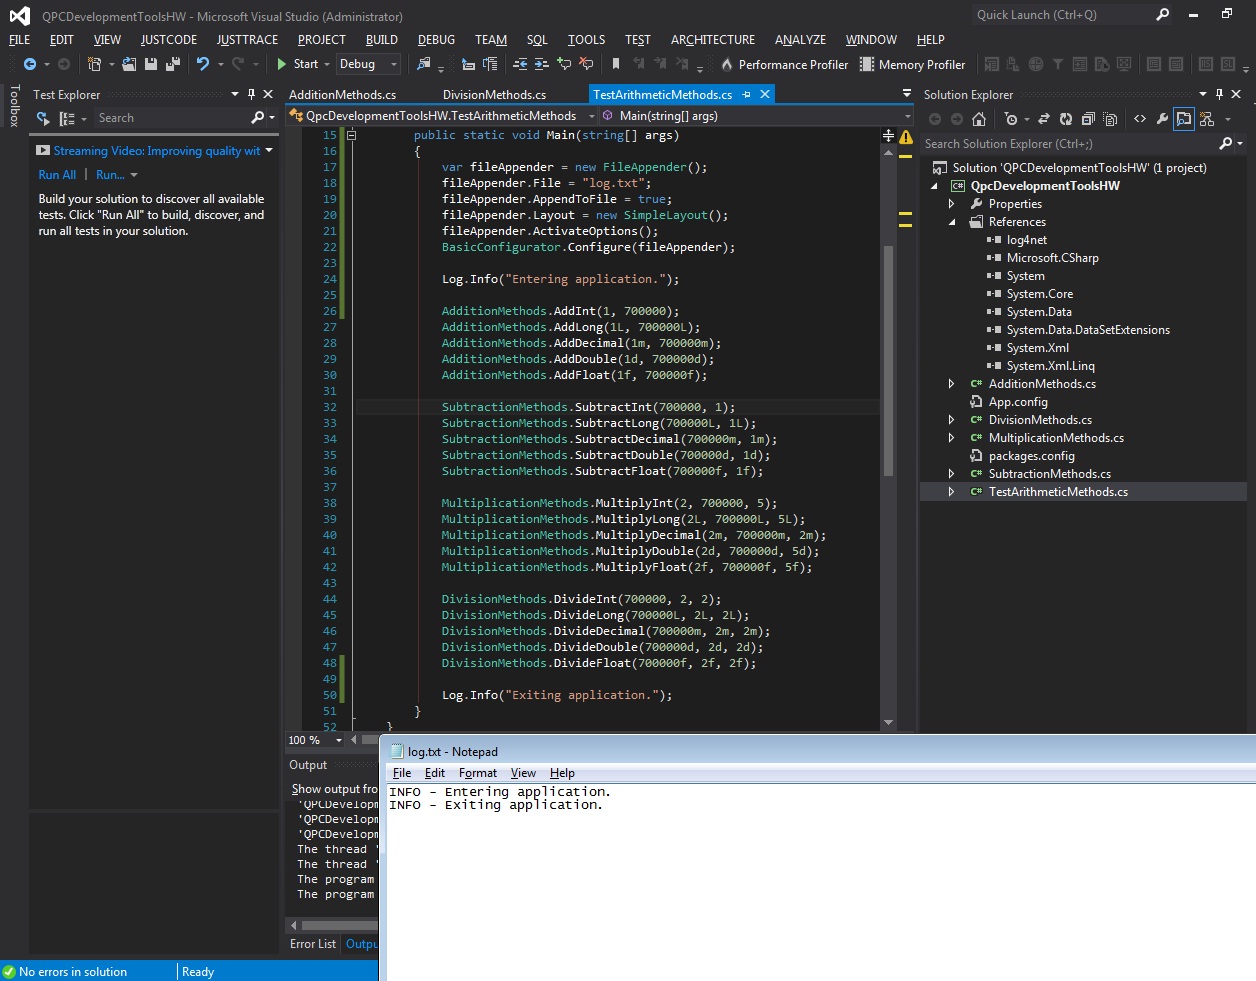 QPCDevelopmentToolsHW - Microsoft Visual Studio (Administrator)
Quick Launch (Ctrl+Q)
FILE EDIT VIEW JUSTCODE JUSTTRACE PROJECT BUILD DEBUG TEAM SQL TOOLS TEST ARCHITECTURE ANALYZE WINDOW HELP
Start Debug Performance Profiler Memory Profiler
Toolbox
Test Explorer
Search
Streaming Video: Improving quality wit
Run All | Run...
Build your solution to discover all available
tests. Click "Run All" to build, discover, and
run all tests in your solution.
AdditionMethods.cs DivisionMethods.cs TestArithmeticMethods.cs
QpcDevelopmentToolsHW.TestArithmeticMethods Main(string[] args)
15 public static void Main(string[] args)
16 {
17 var fileAppender = new FileAppender();
18 fileAppender.File = "log.txt";
19 fileAppender.AppendToFile = true;
20 fileAppender.Layout = new SimpleLayout();
21 fileAppender.ActivateOptions();
22 BasicConfigurator.Configure(fileAppender);
23
24 Log.Info("Entering application.");
25
26 AdditionMethods.AddInt(1, 700000);
27 AdditionMethods.AddLong(1L, 700000L);
28 AdditionMethods.AddDecimal(1m, 700000m);
29 AdditionMethods.AddDouble(1d, 700000d);
30 AdditionMethods.AddFloat(1f, 700000f);
31
32 SubtractionMethods.SubtractInt(700000, 1);
33 SubtractionMethods.SubtractLong(700000L, 1L);
34 SubtractionMethods.SubtractDecimal(700000m, 1m);
35 SubtractionMethods.SubtractDouble(700000d, 1d);
36 SubtractionMethods.SubtractFloat(700000f, 1f);
37
38 MultiplicationMethods.MultiplyInt(2, 700000, 5);
39 MultiplicationMethods.MultiplyLong(2L, 700000L, 5L);
40 MultiplicationMethods.MultiplyDecimal(2m, 700000m, 2m);
41 MultiplicationMethods.MultiplyDouble(2d, 700000d, 5d);
42 MultiplicationMethods.MultiplyFloat(2f, 700000f, 5f);
43
44 DivisionMethods.DivideInt(700000, 2, 2);
45 DivisionMethods.DivideLong(700000L, 2L, 2L);
46 DivisionMethods.DivideDecimal(700000m, 2m, 2m);
47 DivisionMethods.DivideDouble(700000d, 2d, 2d);
48 DivisionMethods.DivideFloat(700000f, 2f, 2f);
49
50 Log.Info("Exiting application.");
51 }
52 }
100 %
Solution Explorer
Search Solution Explorer (Ctrl+;)
Solution 'QPCDevelopmentToolsHW' (1 project)
C# QpcDevelopmentToolsHW
Properties
References
log4net
Microsoft.CSharp
System
System.Core
System.Data
System.Data.DataSetExtensions
System.Xml
System.Xml.Linq
C# AdditionMethods.cs
App.config
C# DivisionMethods.cs
C# MultiplicationMethods.cs
packages.config
C# SubtractionMethods.cs
C# TestArithmeticMethods.cs
Output
Show output fro
'QPCDevelopm
'QPCDevelopm
'QPCDevelopm
The thread '
The thread '
The program
The program
Error List Outpu
log.txt - Notepad
File Edit Format View Help
INFO - Entering application.
INFO - Exiting application.
No errors in solution Ready